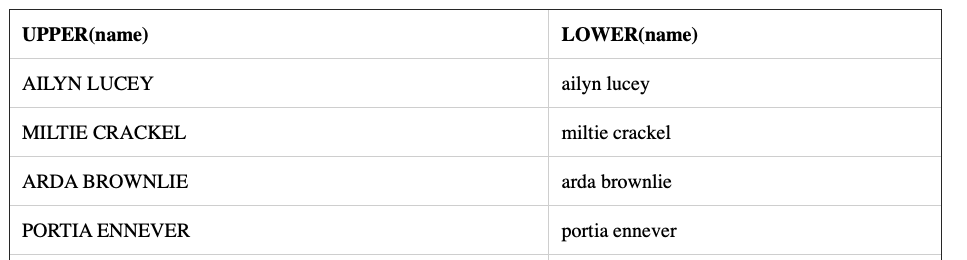 UPPER(name) LOWER(name)
AILYN LUCEY ailyn lucey
MILTIE CRACKEL miltie crackel
ARDA BROWNLIE arda brownlie
PORTIA ENNEVER portia ennever